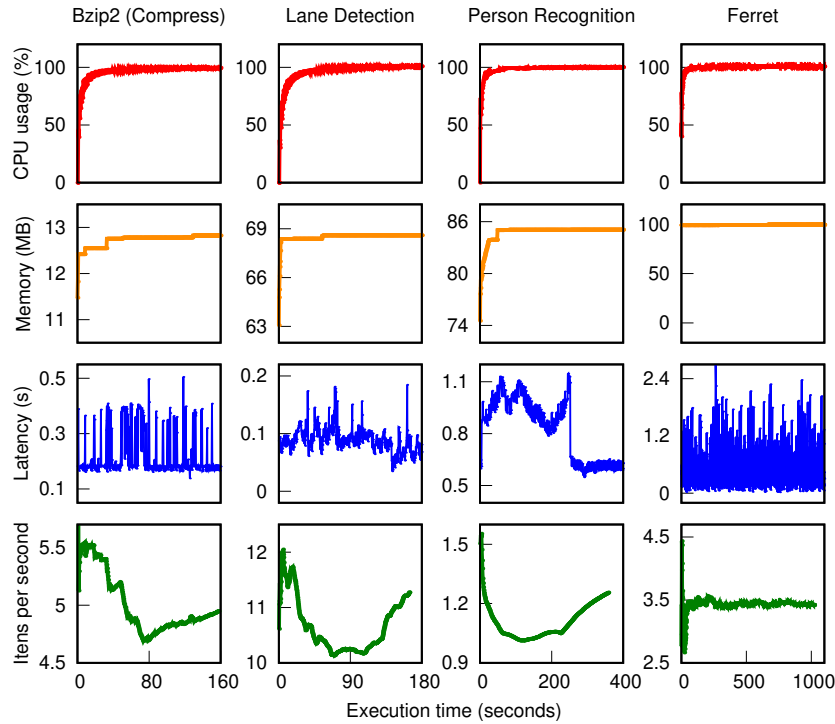 Bzip2 (Compress) Lane Detection Person Recognition Ferret
CPU usage (%)
100 100 100 100
50 50 50 50
0 0 0 0
Memory (MB)
13 69 86 100
12 66 80 50
11 63 74 0
Latency (s)
0.5 0.2 1.1 2.4
0.3 0.1 0.8 1.2
0.1 0 0.5 0
Itens per second
5.5 12 1.5 4.5
5 11 1.2 3.5
4.5 10 0.9 2.5
0 80 160 0 90 180 0 200 400 0 500 1000
Execution time (seconds)